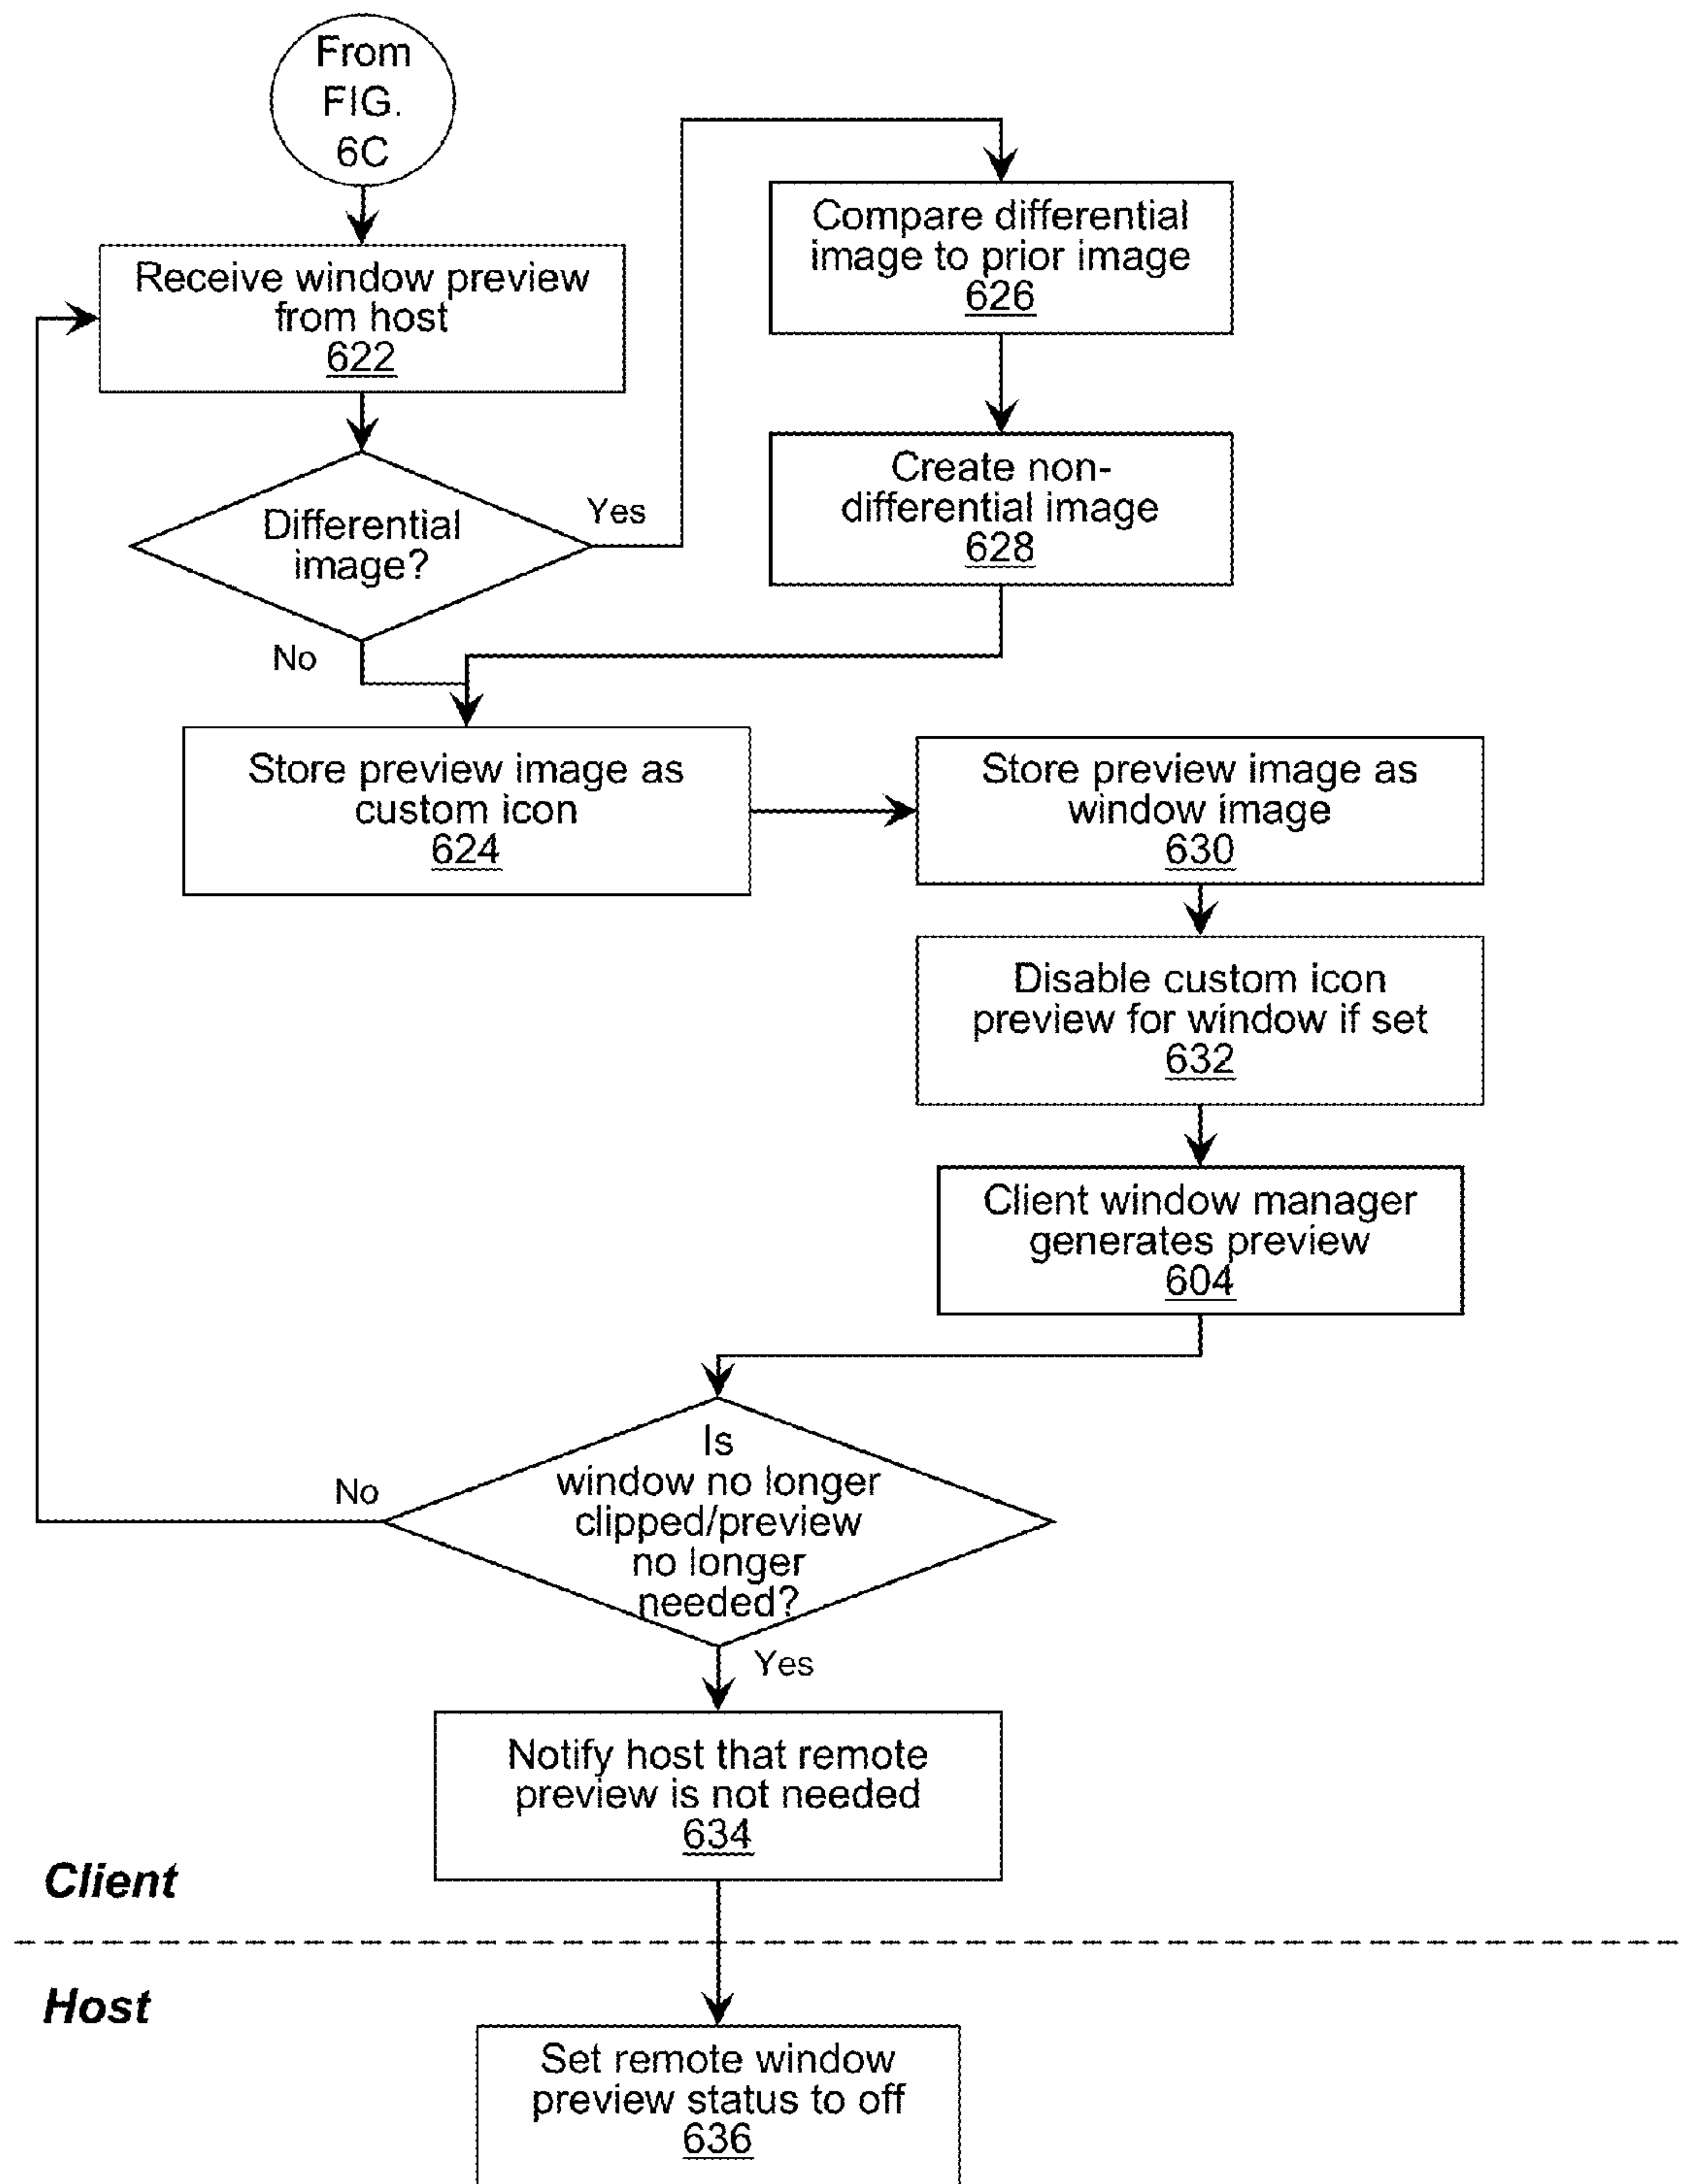 From
FIG.
6C
Receive window preview
from host
622
Differential
image?
Yes
No
Compare differential
image to prior image
626
Create non-
differential image
628
Store preview image as
custom icon
624
Store preview image as
window image
630
Disable custom icon
preview for window if set
632
Client window manager
generates preview
604
Is
window no longer
clipped/preview
no longer
needed?
No
Yes
Notify host that remote
preview is not needed
634
Client
Host
Set remote window
preview status to off
636